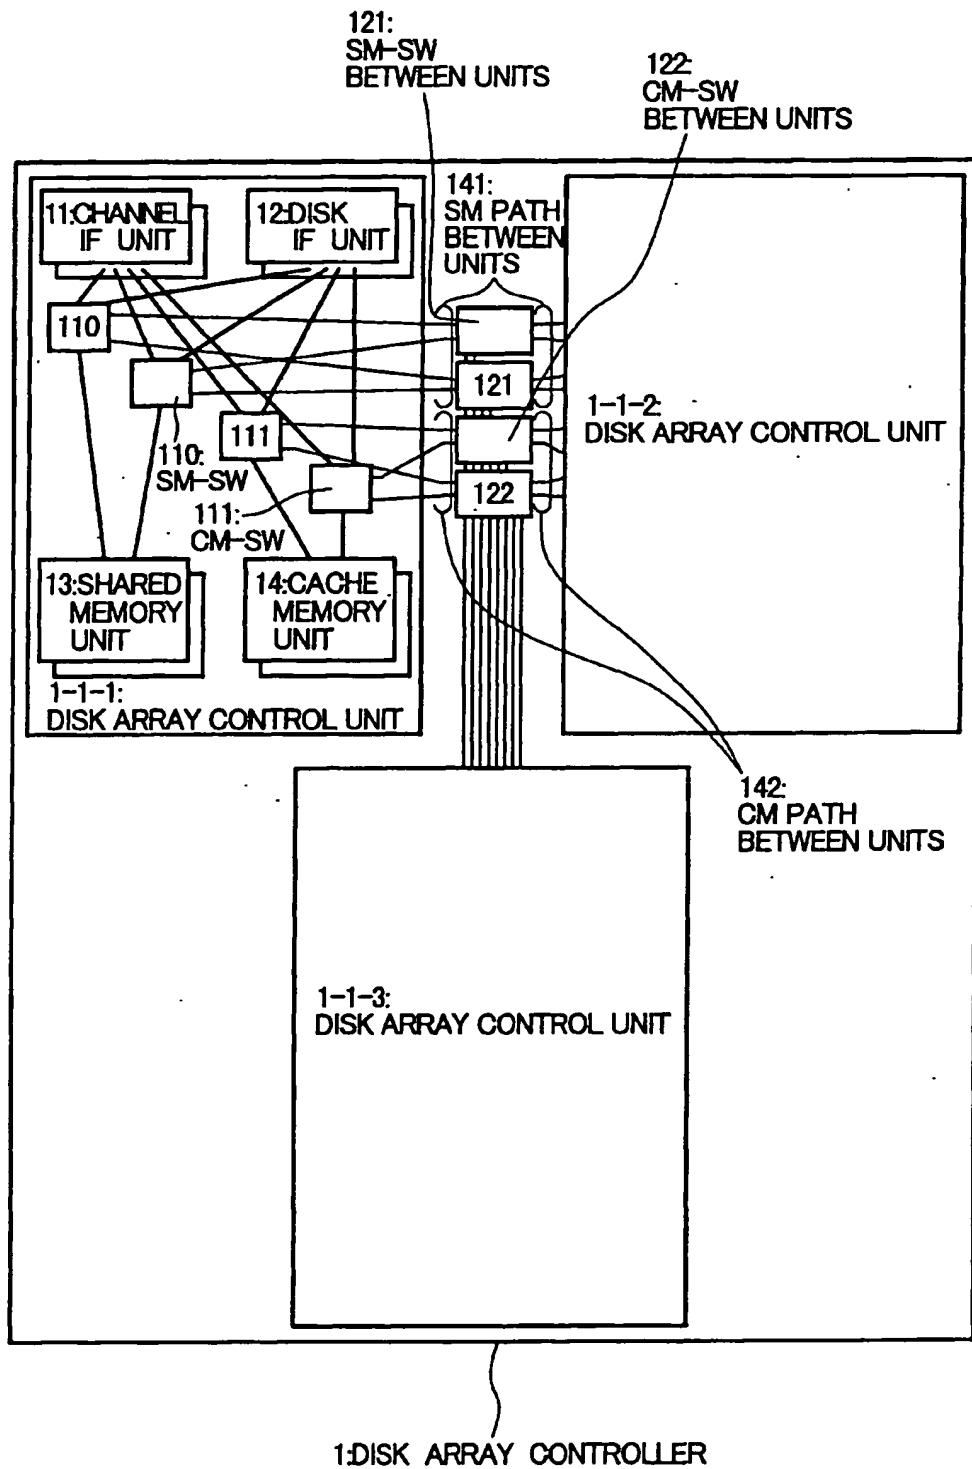 121:
SM-SW
BETWEEN UNITS
122:
CM-SW
BETWEEN UNITS
11:CHANNEL
IF UNIT
12:DISK
IF UNIT
141:
SM PATH
BETWEEN
UNITS
110
121
1-1-2:
DISK ARRAY CONTROL UNIT
111
110:
SM-SW
122
111:
CM-SW
13:SHARED
MEMORY
UNIT
14:CACHE
MEMORY
UNIT
1-1-1:
DISK ARRAY CONTROL UNIT
142:
CM PATH
BETWEEN UNITS
1-1-3:
DISK ARRAY CONTROL UNIT
1:DISK ARRAY CONTROLLER